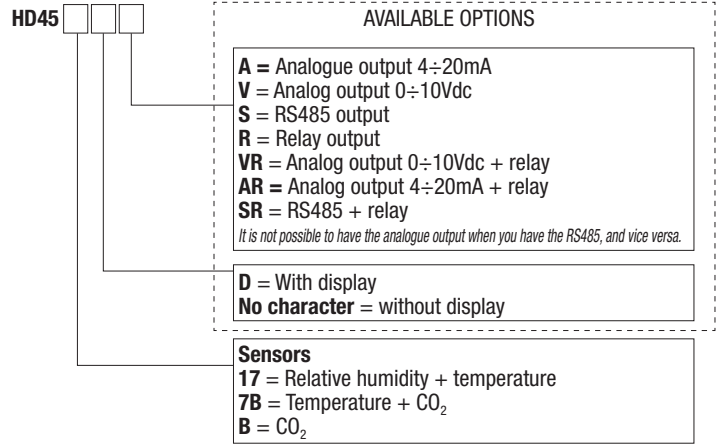 HD45
AVAILABLE OPTIONS
A = Analogue output 4÷20mA
V = Analog output 0÷10Vdc
S = RS485 output
R = Relay output
VR = Analog output 0÷10Vdc + relay
AR = Analog output 4÷20mA + relay
SR = RS485 + relay
It is not possible to have the analogue output when you have the RS485, and vice versa.
D = With display
No character = without display
Sensors
17 = Relative humidity + temperature
7B = Temperature + CO₂
B = CO₂